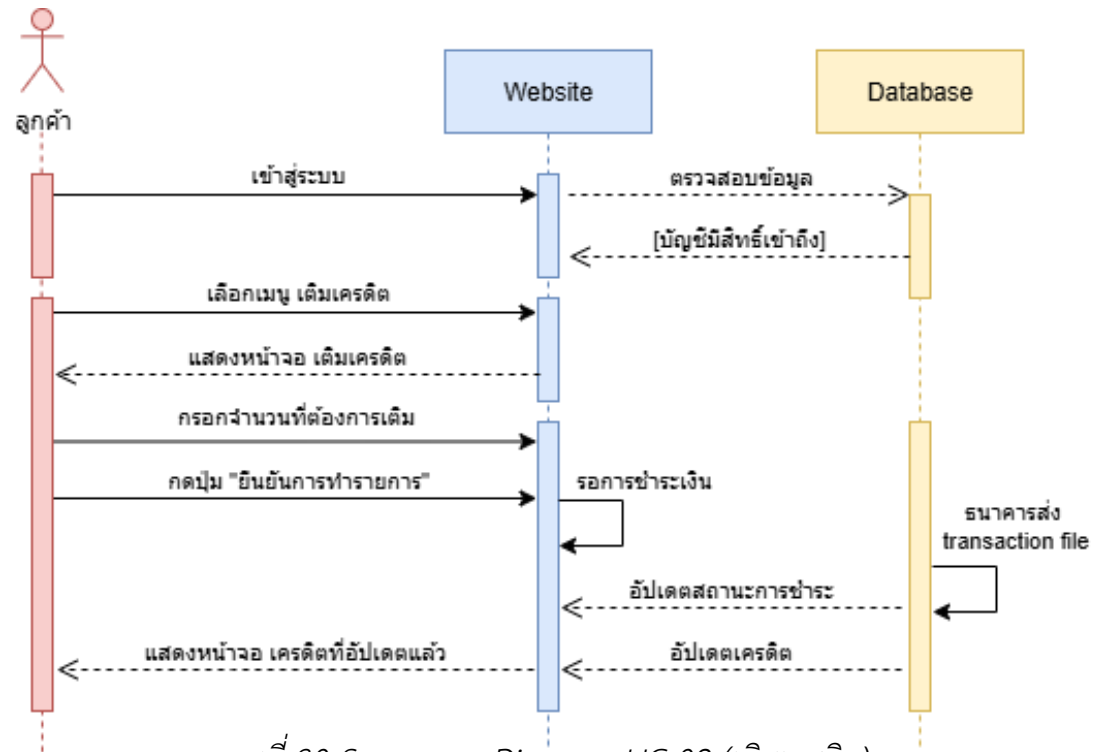 ลูกค้า
Website
Database
เข้าสู่ระบบ
ตรวจสอบข้อมูล
[บัญชีมีสิทธิ์เข้าถึง]
เลือกเมนู เติมเครดิต
แสดงหน้าจอ เติมเครดิต
กรอกจำนวนที่ต้องการเติม
กดปุ่ม "ยืนยันการทำรายการ"
รอการชำระเงิน
ธนาคารส่ง
transaction file
อัปเดตสถานะการชำระ
แสดงหน้าจอ เครดิตที่อัปเดตแล้ว
อัปเดตเครดิต